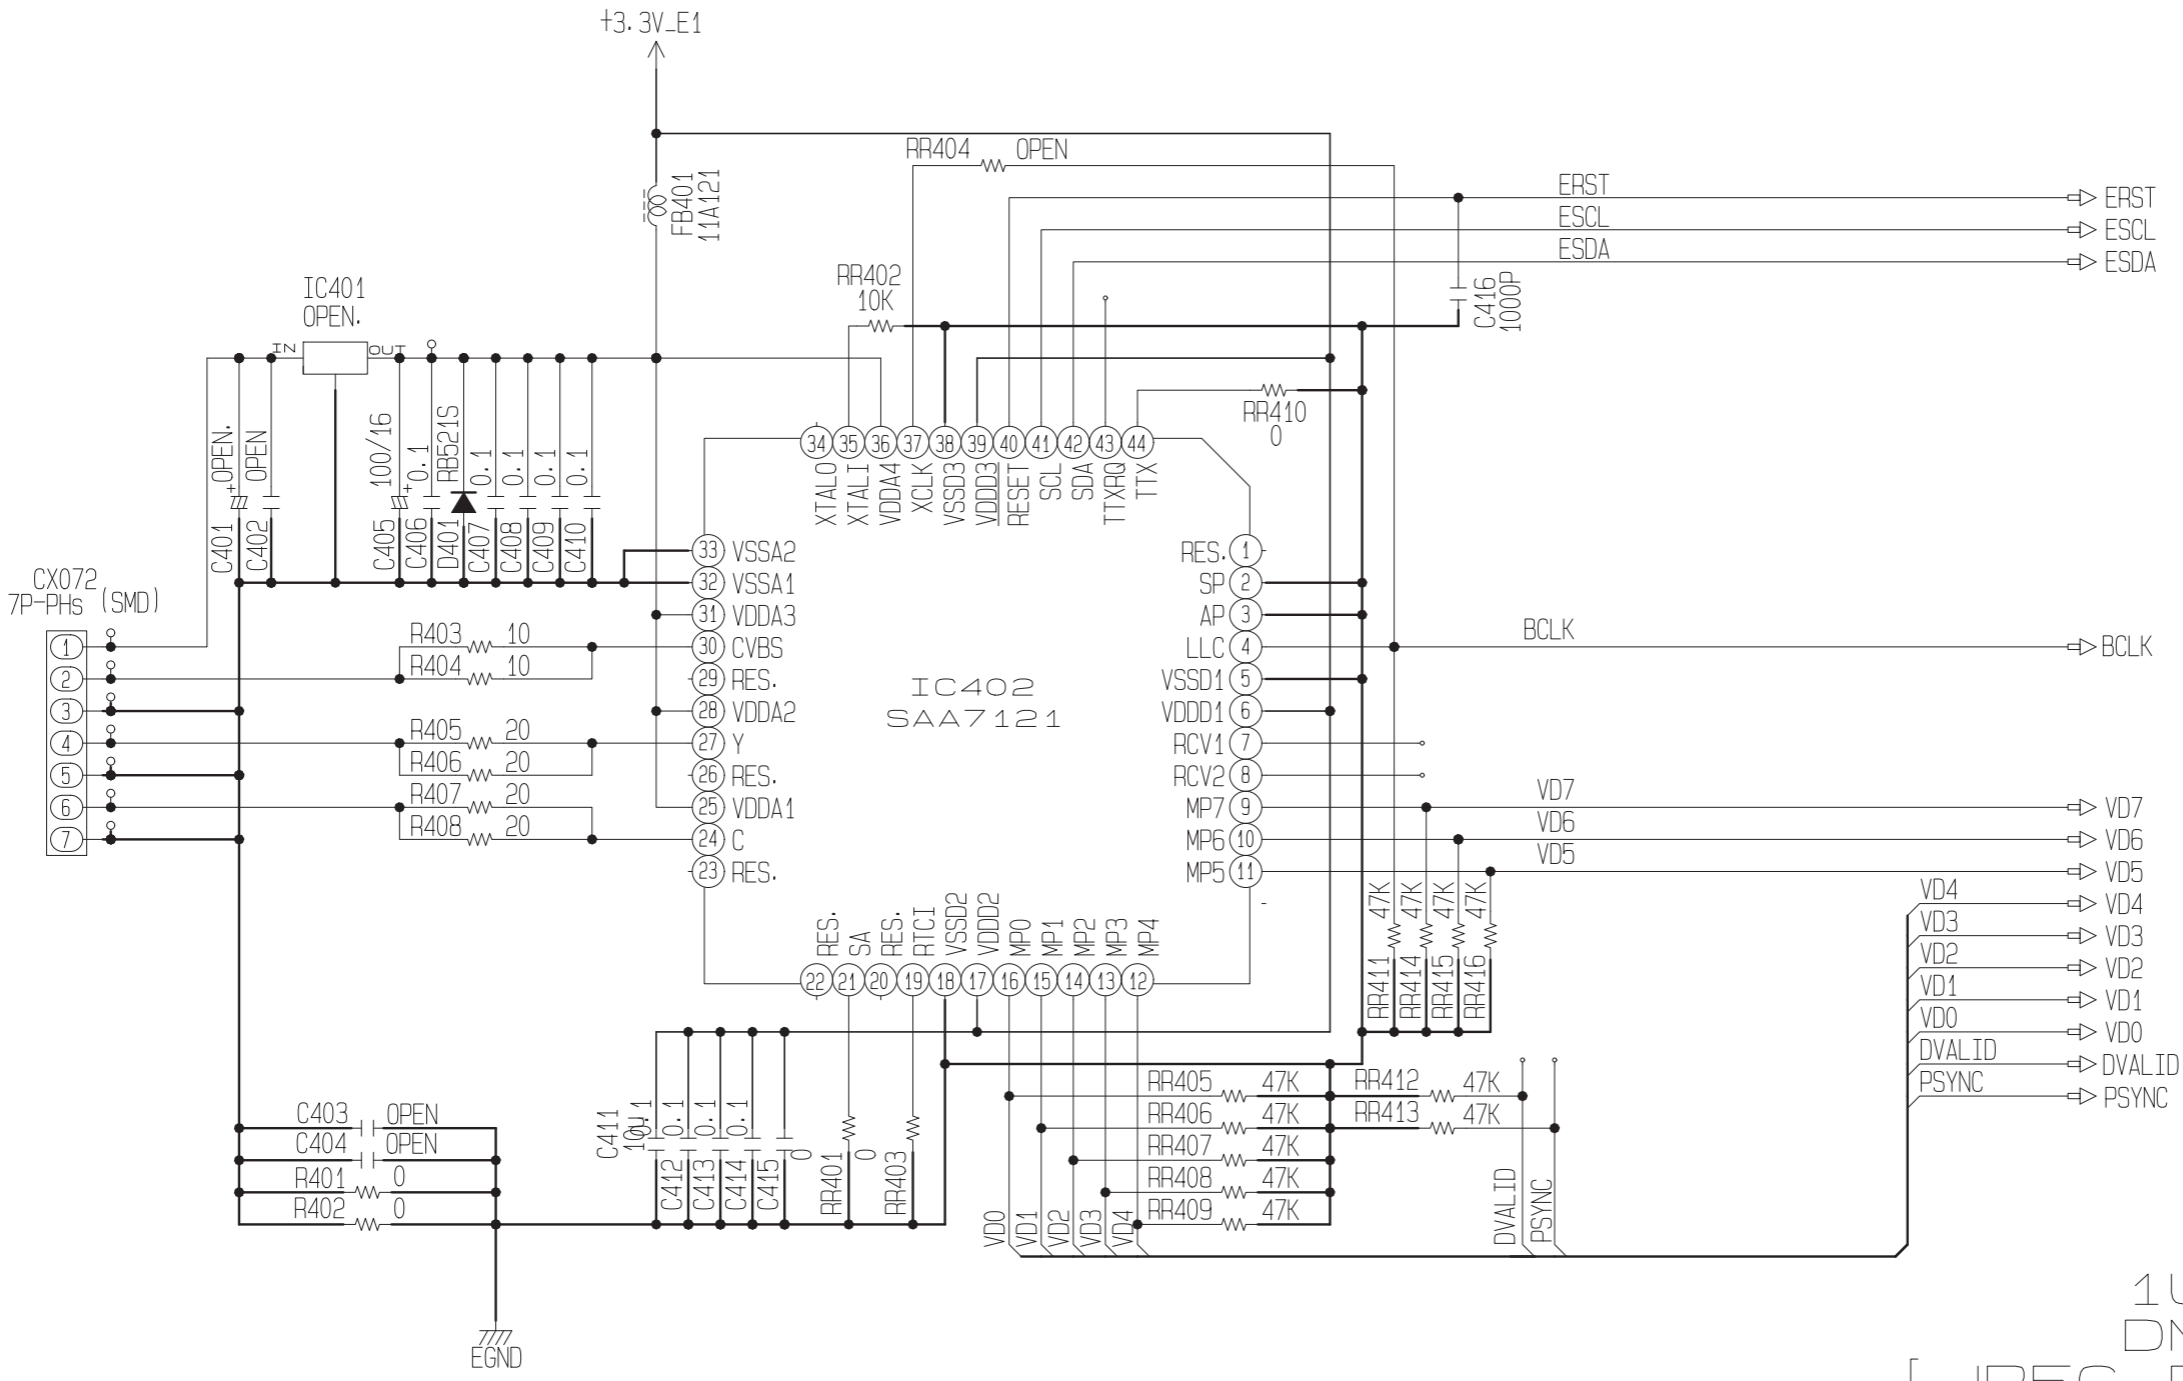 +3.3V_E1
RR404 OPEN
FB401
11A121
ERST
ERST
ESCL
ESCL
ESDA
ESDA
RR402
10K
C416
1000P
IC401
OPEN.
IN
OUT
RR410
0
C401
OPEN.
+
C402
OPEN
C405
100/16
+
C406
0.1
D401
RB521S
C407
0.1
C408
0.1
C409
0.1
C410
0.1
34 XTALO
35 XTALI
36 VDDA4
37 XCLK
38 VSSD3
39 VDDD3
40 RESET
41 SCL
42 SDA
43 TTXRQ
44 TTX
CX072
7P-PHs (SMD)
1
2
3
4
5
6
7
R403 10
R404 10
R405 20
R406 20
R407 20
R408 20
33 VSSA2
32 VSSA1
31 VDDA3
30 CVBS
29 RES.
28 VDDA2
27 Y
26 RES.
25 VDDA1
24 C
23 RES.
IC402
SAA7121
RES. 1
SP 2
AP 3
LLC 4
VSSD1 5
VDDD1 6
RCV1 7
RCV2 8
MP7 9
MP6 10
MP5 11
BCLK
BCLK
VD7
VD7
VD6
VD6
VD5
VD5
VD4
VD4
VD3
VD3
VD2
VD2
VD1
VD1
VD0
VD0
DVALID
DVALID
PSYNC
PSYNC
RR411
47K
RR414
47K
RR415
47K
RR416
47K
22 RES.
21 SA
20 RES.
19 RTCI
18 VSSD2
17 VDDD2
16 MP0
15 MP1
14 MP2
13 MP3
12 MP4
C403 OPEN
C404 OPEN
R401 0
R402 0
C411
10u
0.1
C412
0.1
C413
0.1
C414
0.1
C415
0
RR401
0
RR403
RR405 47K
RR406 47K
RR407 47K
RR408 47K
RR409 47K
RR412 47K
RR413 47K
VD0
VD1
VD2
VD3
VD4
DVALID
PSYNC
EGND